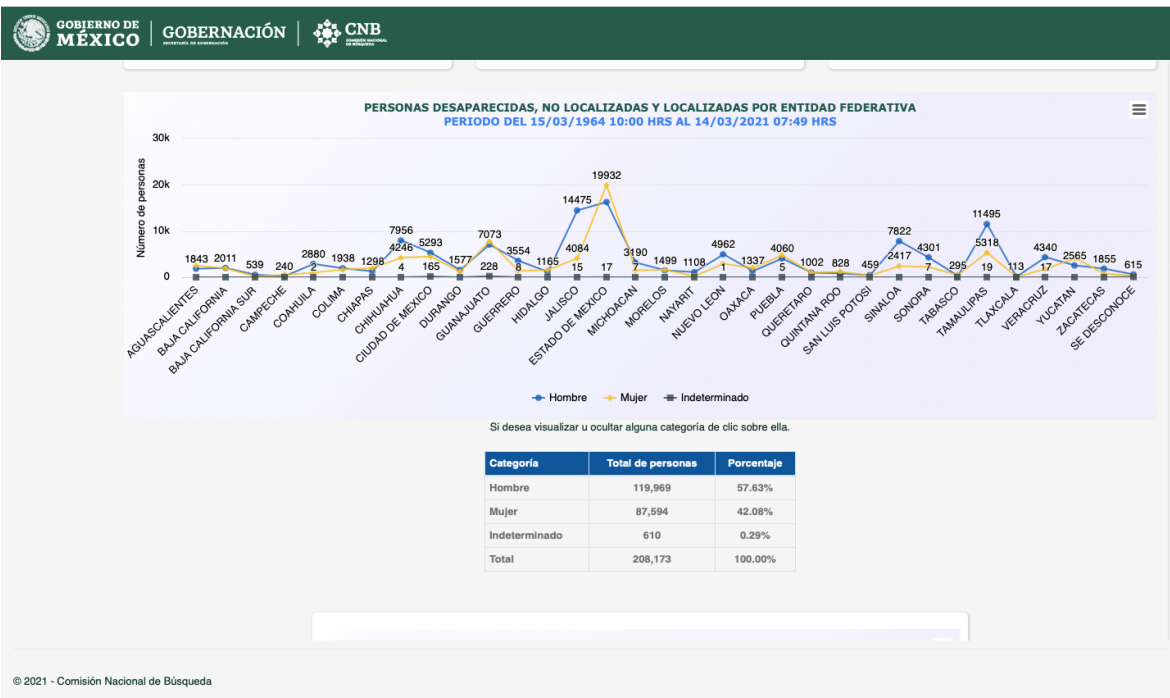 GOBIERNO DE
MÉXICO
GOBERNACIÓN
SECRETARÍA DE GOBERNACIÓN
CNB
COMISIÓN NACIONAL
DE BÚSQUEDA
PERSONAS DESAPARECIDAS, NO LOCALIZADAS Y LOCALIZADAS POR ENTIDAD FEDERATIVA
PERIODO DEL 15/03/1964 10:00 HRS AL 14/03/2021 07:49 HRS
Número de personas
30k
20k
10k
0
1843 2011 539 240 2880 2 1938 1298 7956 4246 4 5293 165 1577 7073 228 3554 8 1165 14475 4084 15 19932 17 3190 7 1499 1108 4962 1 1337 4060 5 1002 828 459 7822 2417 4301 7 295 11495 5318 19 113 4340 17 2565 1855 615
AGUASCALIENTES
BAJA CALIFORNIA
BAJA CALIFORNIA SUR
CAMPECHE
COAHUILA
COLIMA
CHIAPAS
CHIHUAHUA
CIUDAD DE MEXICO
DURANGO
GUANAJUATO
GUERRERO
HIDALGO
JALISCO
ESTADO DE MEXICO
MICHOACAN
MORELOS
NAYARIT
NUEVO LEON
OAXACA
PUEBLA
QUERETARO
QUINTANA ROO
SAN LUIS POTOSI
SINALOA
SONORA
TABASCO
TAMAULIPAS
TLAXCALA
VERACRUZ
YUCATAN
ZACATECAS
SE DESCONOCE
Hombre Mujer Indeterminado
Si desea visualizar u ocultar alguna categoría de clic sobre ella.
Categoría Total de personas Porcentaje
Hombre 119,969 57.63%
Mujer 87,594 42.08%
Indeterminado 610 0.29%
Total 208,173 100.00%
© 2021 - Comisión Nacional de Búsqueda